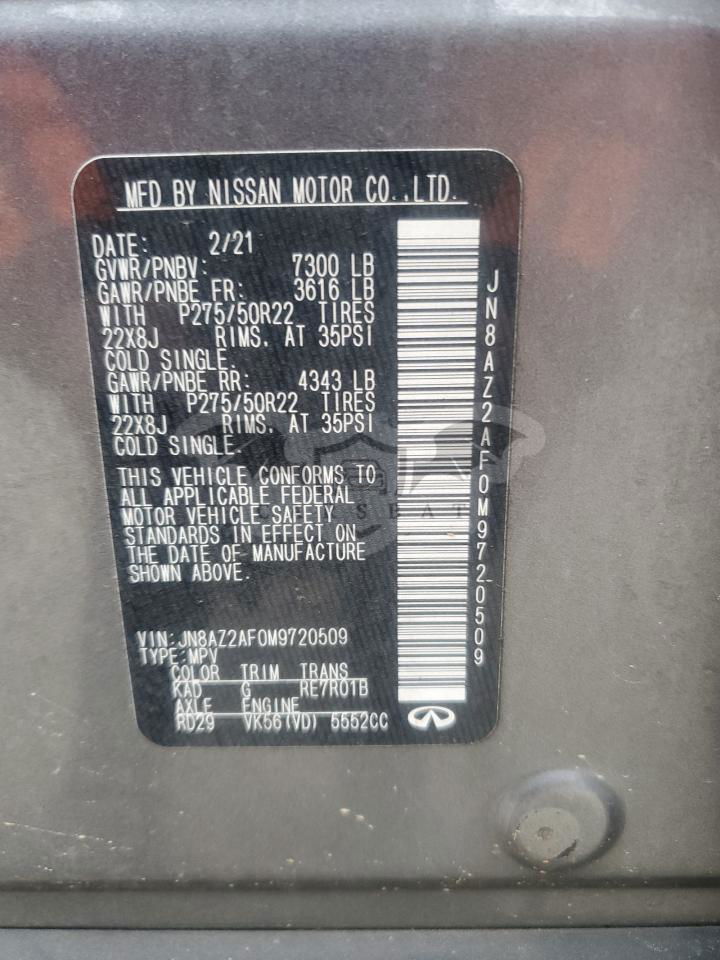 MFD BY NISSAN MOTOR CO.,LTD.
DATE: 2/21
GVWR/PNBV: 7300 LB
GAWR/PNBE FR: 3616 LB
WITH P275/50R22 TIRES
22X8J RIMS, AT 35PSI
COLD SINGLE.
GAWR/PNBE RR: 4343 LB
WITH P275/50R22 TIRES
22X8J RIMS, AT 35PSI
COLD SINGLE.
THIS VEHICLE CONFORMS TO
ALL APPLICABLE FEDERAL
MOTOR VEHICLE SAFETY
STANDARDS IN EFFECT ON
THE DATE OF MANUFACTURE
SHOWN ABOVE.
VIN:JN8AZ2AF0M9720509
TYPE:MPV
COLOR TRIM TRANS
KAD G RE7R01B
AXLE ENGINE
RD29 VK56(VD) 5552CC
JN8AZ2AF0M9720509